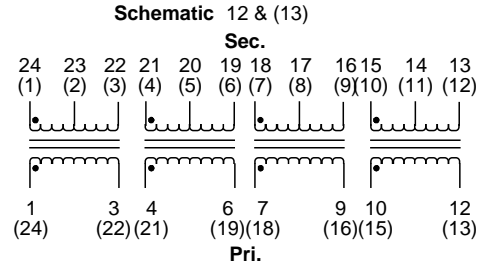 Schematic 12 & (13)
Sec.
24 23 22 21 20 19 18 17 16 15 14 13
(1) (2) (3) (4) (5) (6) (7) (8) (9)(10) (11) (12)
1 3 4 6 7 9 10 12
(24) (22)(21) (19)(18) (16)(15) (13)
Pri.